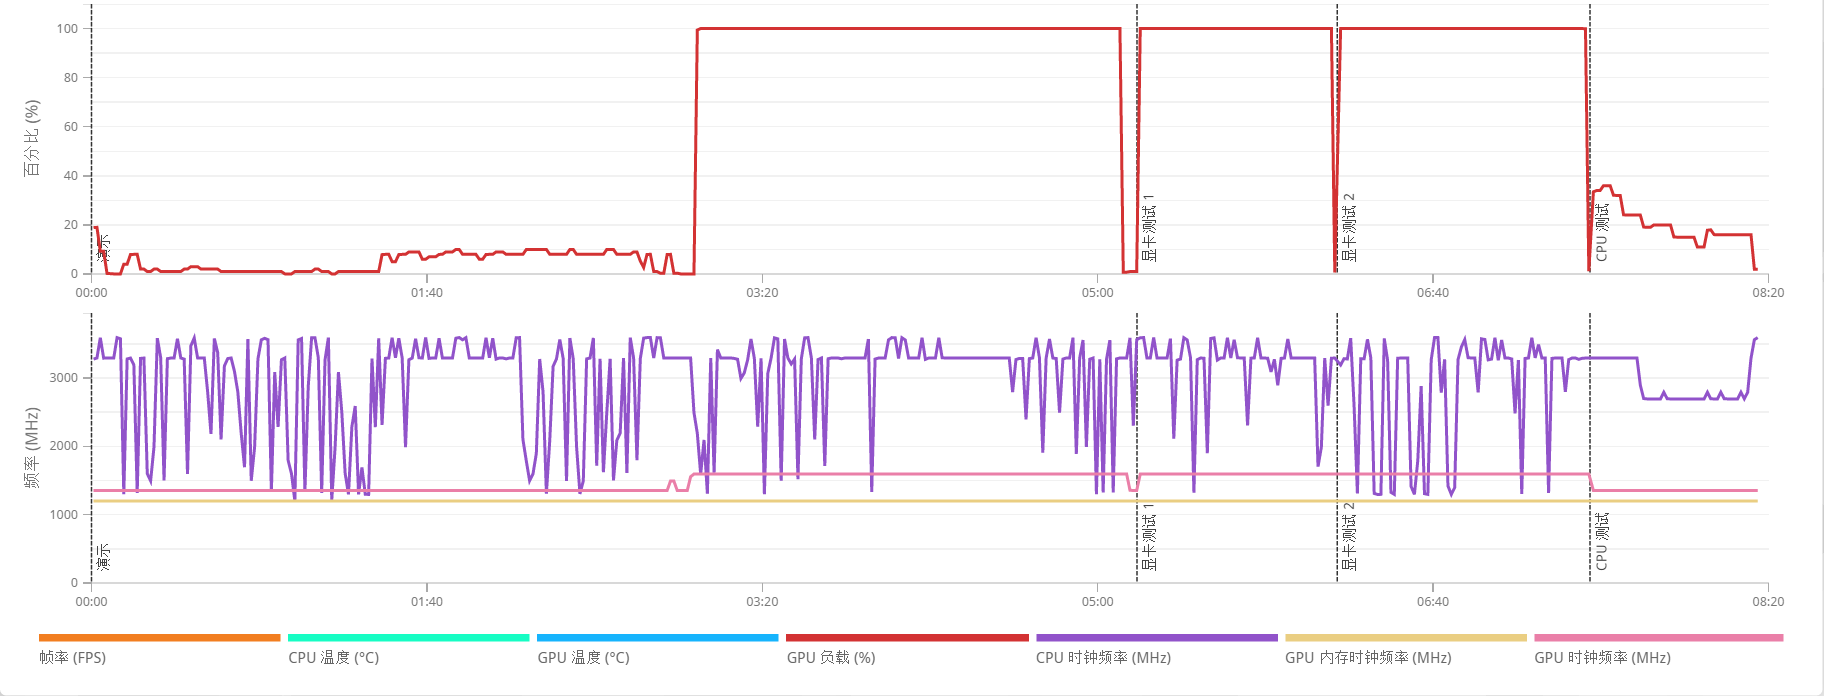 百分比 (%)
100
80
60
40
20
0
演示
显卡测试 1
显卡测试 2
CPU 测试
00:00
01:40
03:20
05:00
06:40
08:20
频率 (MHz)
3000
2000
1000
0
演示
显卡测试 1
显卡测试 2
CPU 测试
00:00
01:40
03:20
05:00
06:40
08:20
帧率 (FPS)
CPU 温度 (°C)
GPU 温度 (°C)
GPU 负载 (%)
CPU 时钟频率 (MHz)
GPU 内存时钟频率 (MHz)
GPU 时钟频率 (MHz)